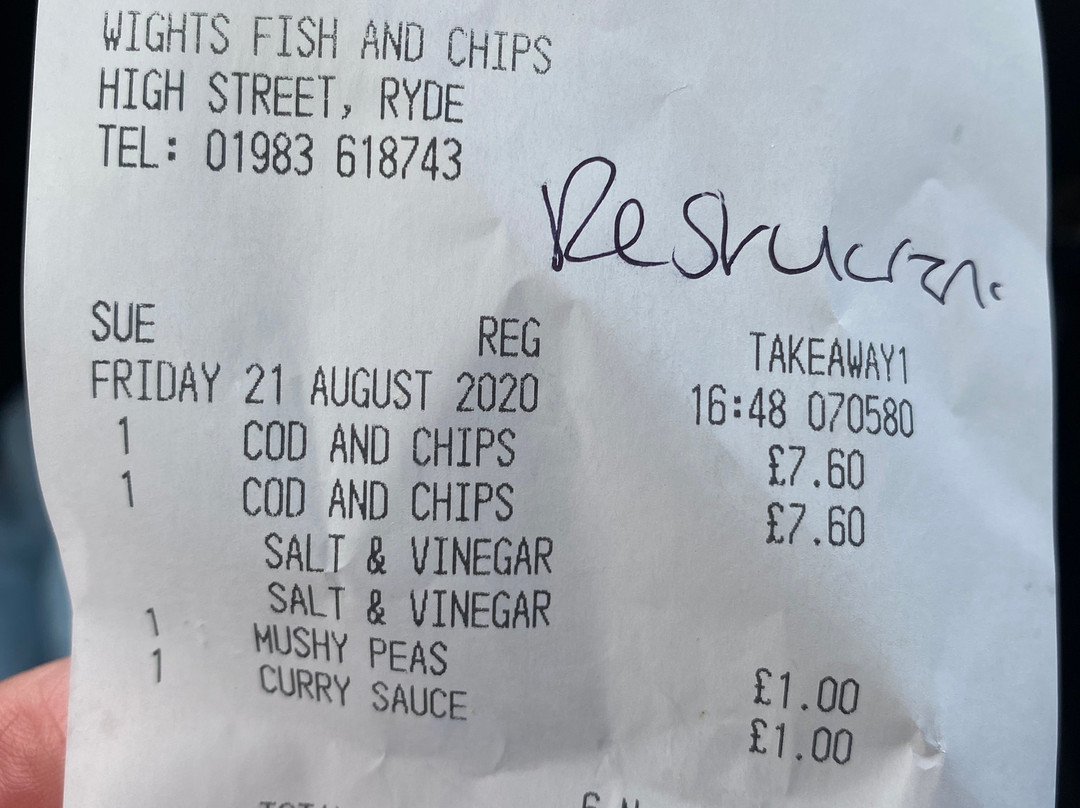 WIGHTS FISH AND CHIPS
HIGH STREET, RYDE
TEL: 01983 618743
SUE REG TAKEAWAY1
FRIDAY 21 AUGUST 2020 16:48 070580
1 COD AND CHIPS £7.60
1 COD AND CHIPS £7.60
SALT & VINEGAR
SALT & VINEGAR
1 MUSHY PEAS £1.00
1 CURRY SAUCE £1.00